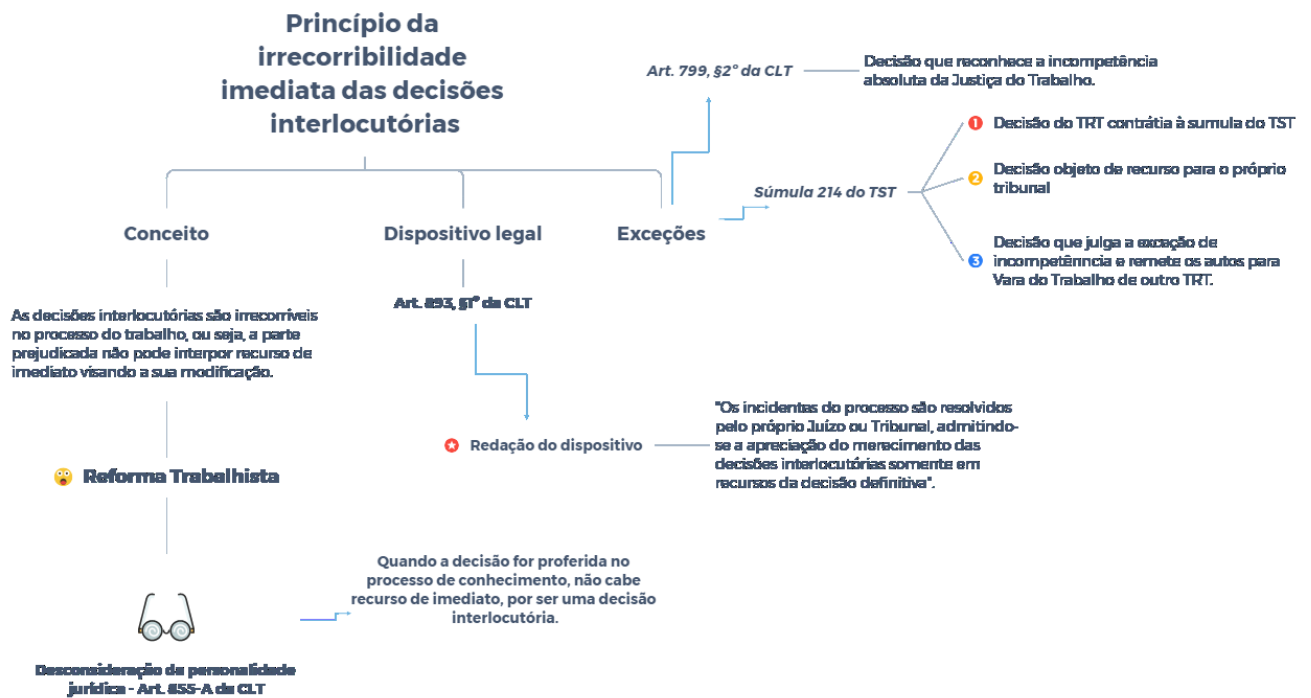 Princípio da
irrecorribilidade
imediata das decisões
interlocutórias
Conceito
As decisões interlocutórias são irrecorríveis
no processo do trabalho, ou seja, a parte
prejudicada não pode interpor recurso de
imediato visando a sua modificação.
Reforma Trabalhista
Desconsideração da personalidade
jurídica - Art. 855-A da CLT
Quando a decisão for proferida no
processo de conhecimento, não cabe
recurso de imediato, por ser uma decisão
interlocutória.
Dispositivo legal
Art. 893, §1º da CLT
Redação do dispositivo
"Os incidentas do processo são resolvidos
pelo próprio Juízo ou Tribunal, admitindo-
se a apreciação do merecimento das
decisões interlocutórias somente em
recursos da decisão definitiva".
Exceções
Art. 799, §2º da CLT
Decisão que reconhece a incompetência
absoluta da Justiça do Trabalho.
Súmula 214 do TST
1 Decisão do TRT contrátia à sumula do TST
2 Decisão objeto de recurso para o próprio
tribunal
Decisão que julga a exceção de
3 incompetênncia e remete os autos para
Vara do Trabalho de outro TRT.